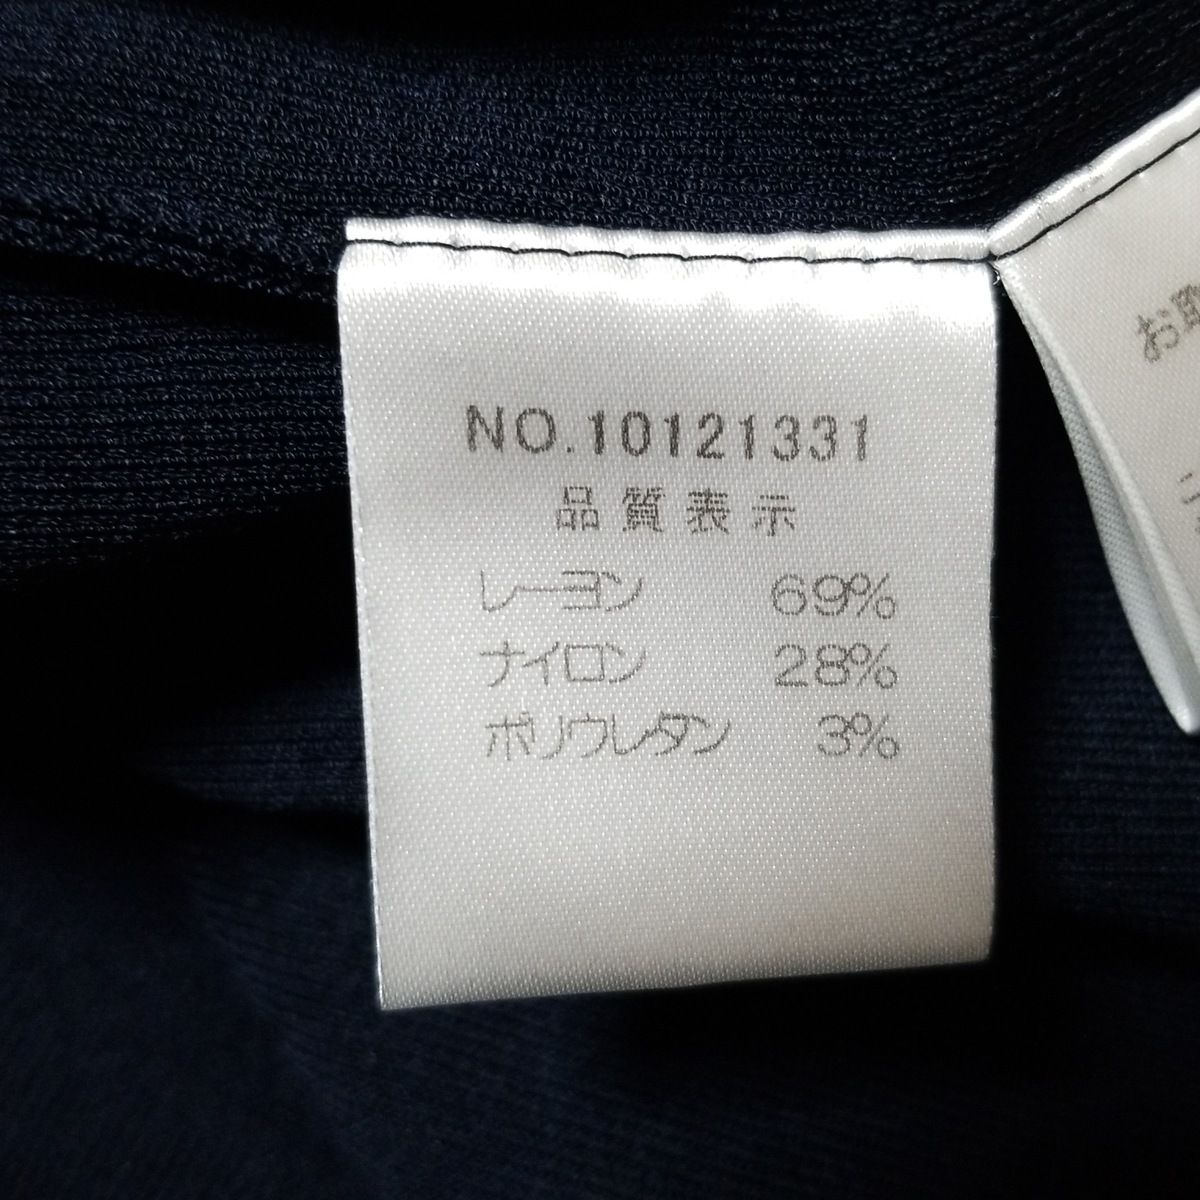 NO.10121331
品質表示
レーヨン 69%
ナイロン 28%
ポリウレタン 3%
お